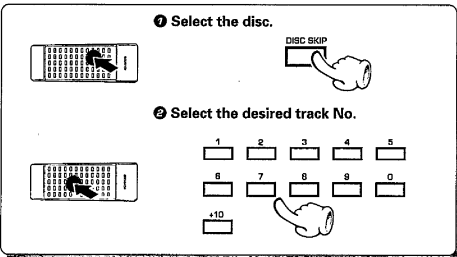 ❶ Select the disc.
DISC SKIP
❷ Select the desired track No.
1 2 3 4 5
6 7 8 9 0
+10